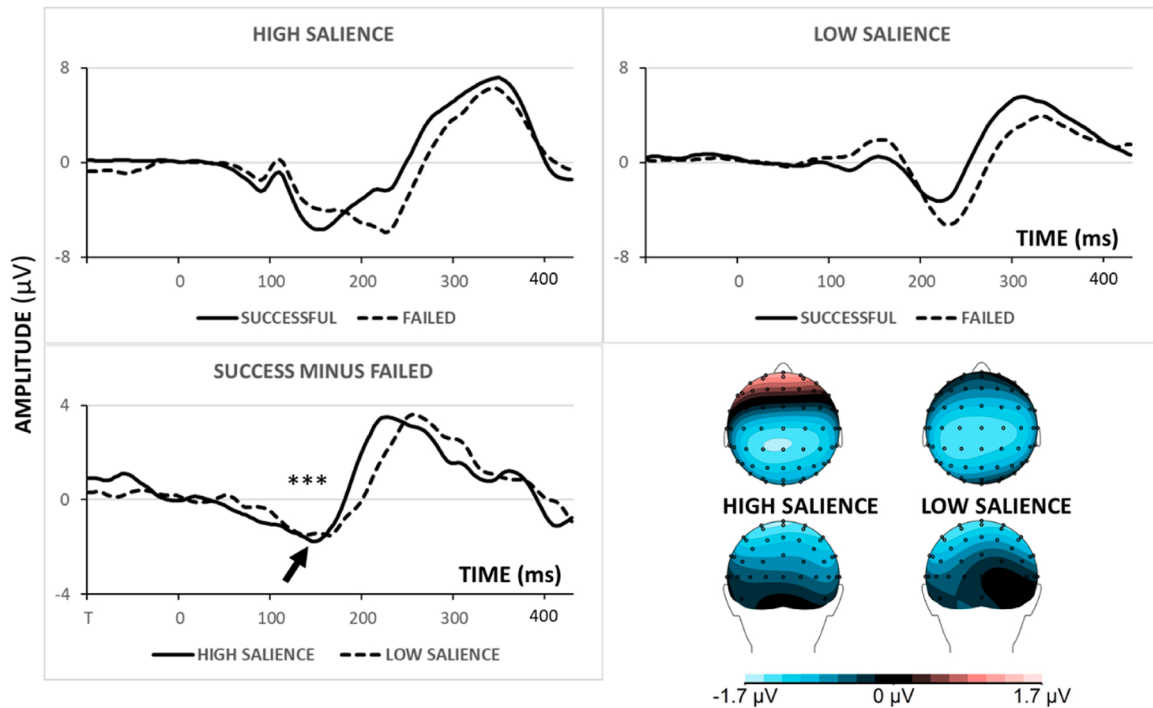 HIGH SALIENCE
8
0
-8
0
100
200
300
400
SUCCESSFUL
FAILED
LOW SALIENCE
8
0
-8
TIME (ms)
0
100
200
300
400
SUCCESSFUL
FAILED
AMPLITUDE (µV)
SUCCESS MINUS FAILED
4
0
-4
***
TIME (ms)
T
0
100
200
300
400
HIGH SALIENCE
LOW SALIENCE
HIGH SALIENCE
LOW SALIENCE
-1.7 µV
0 µV
1.7 µV